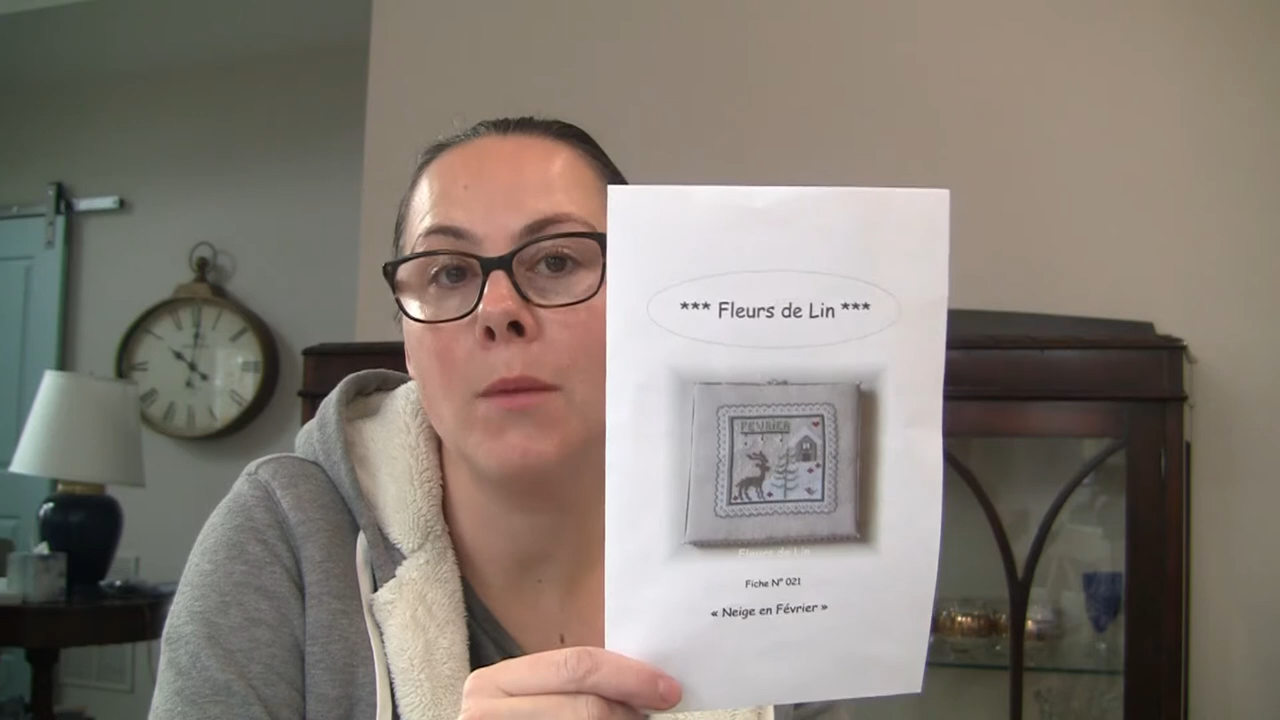 *** Fleurs de Lin ***
FEVRIER
Fleurs de Lin
Fiche N° 021
« Neige en Février »